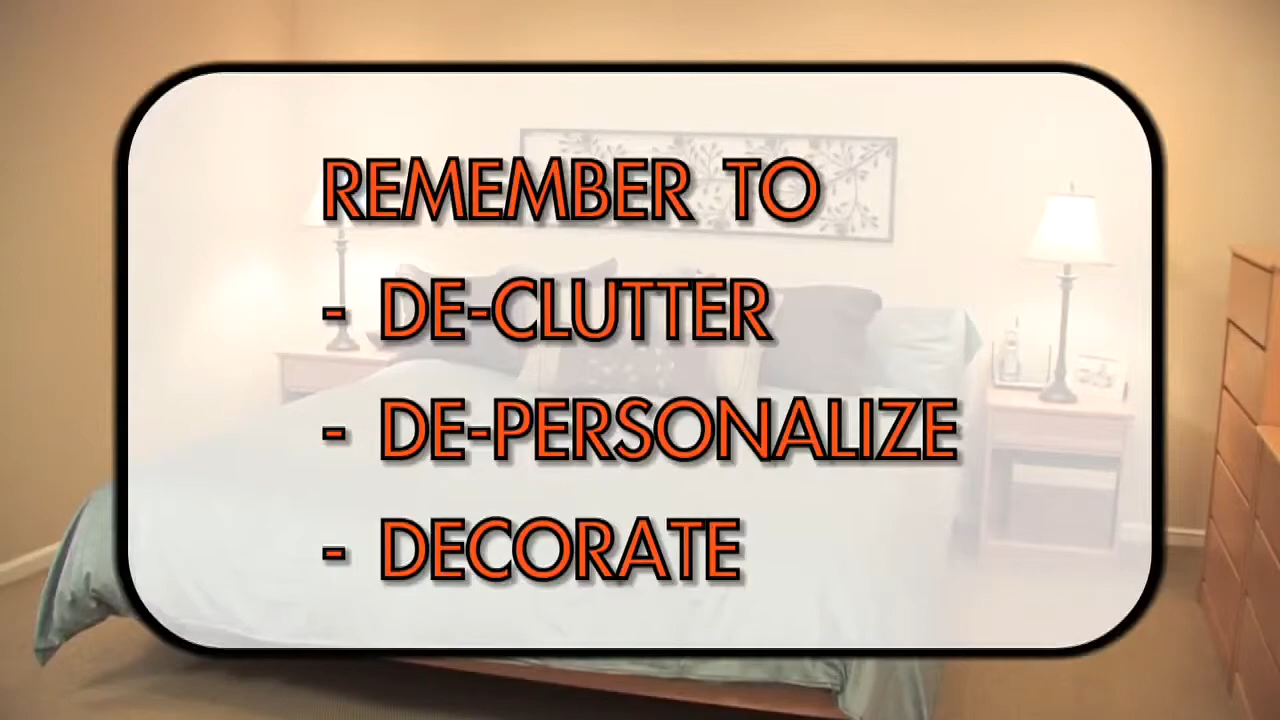 REMEMBER TO
- DE-CLUTTER
- DE-PERSONALIZE
- DECORATE